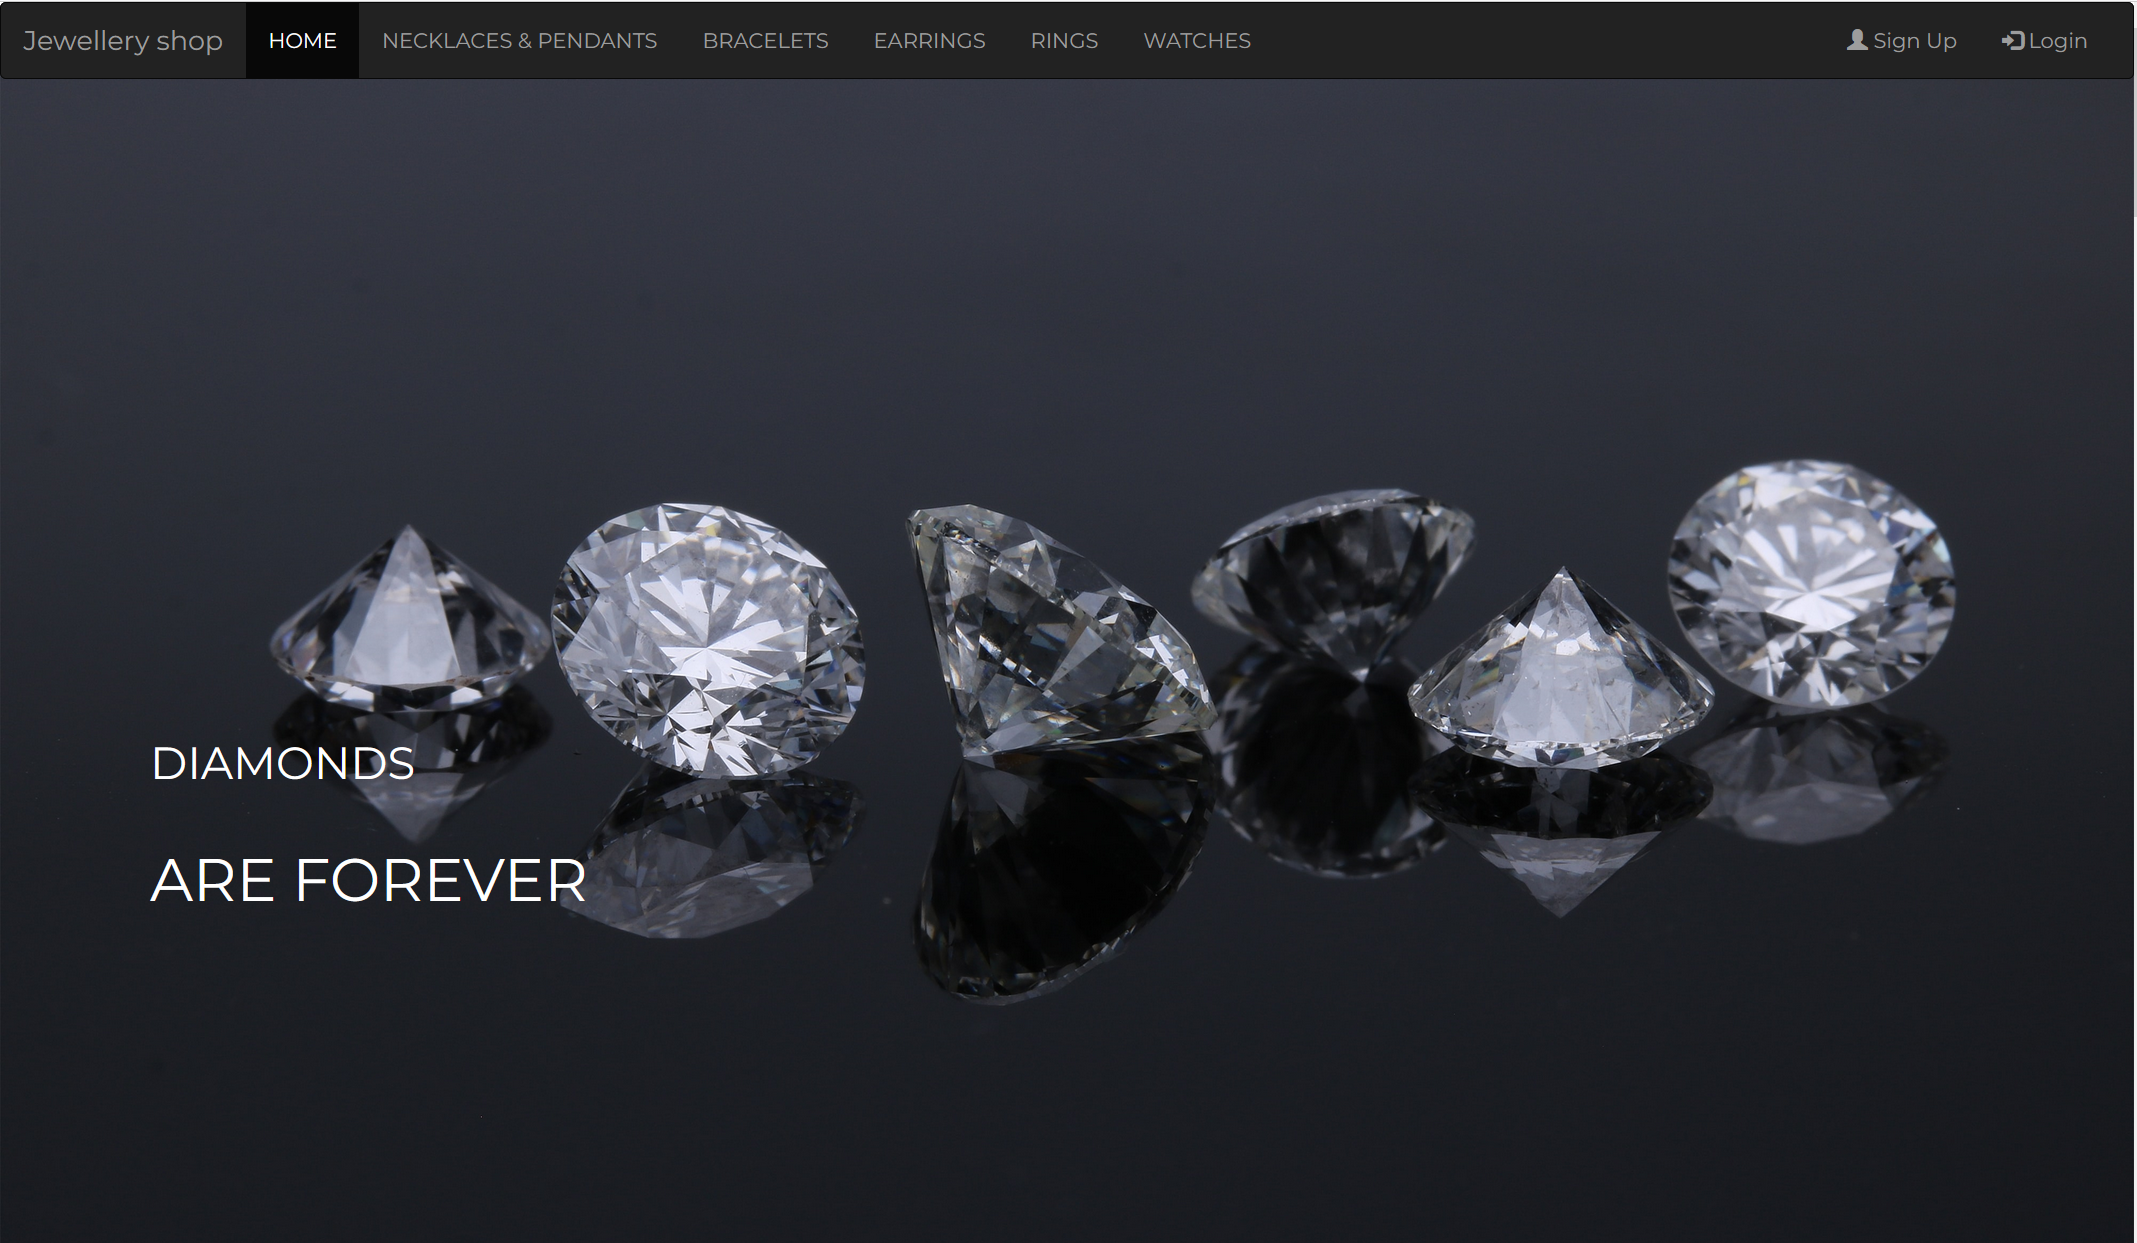 Jewellery shop HOME NECKLACES & PENDANTS BRACELETS EARRINGS RINGS WATCHES Sign Up Login
DIAMONDS
ARE FOREVER